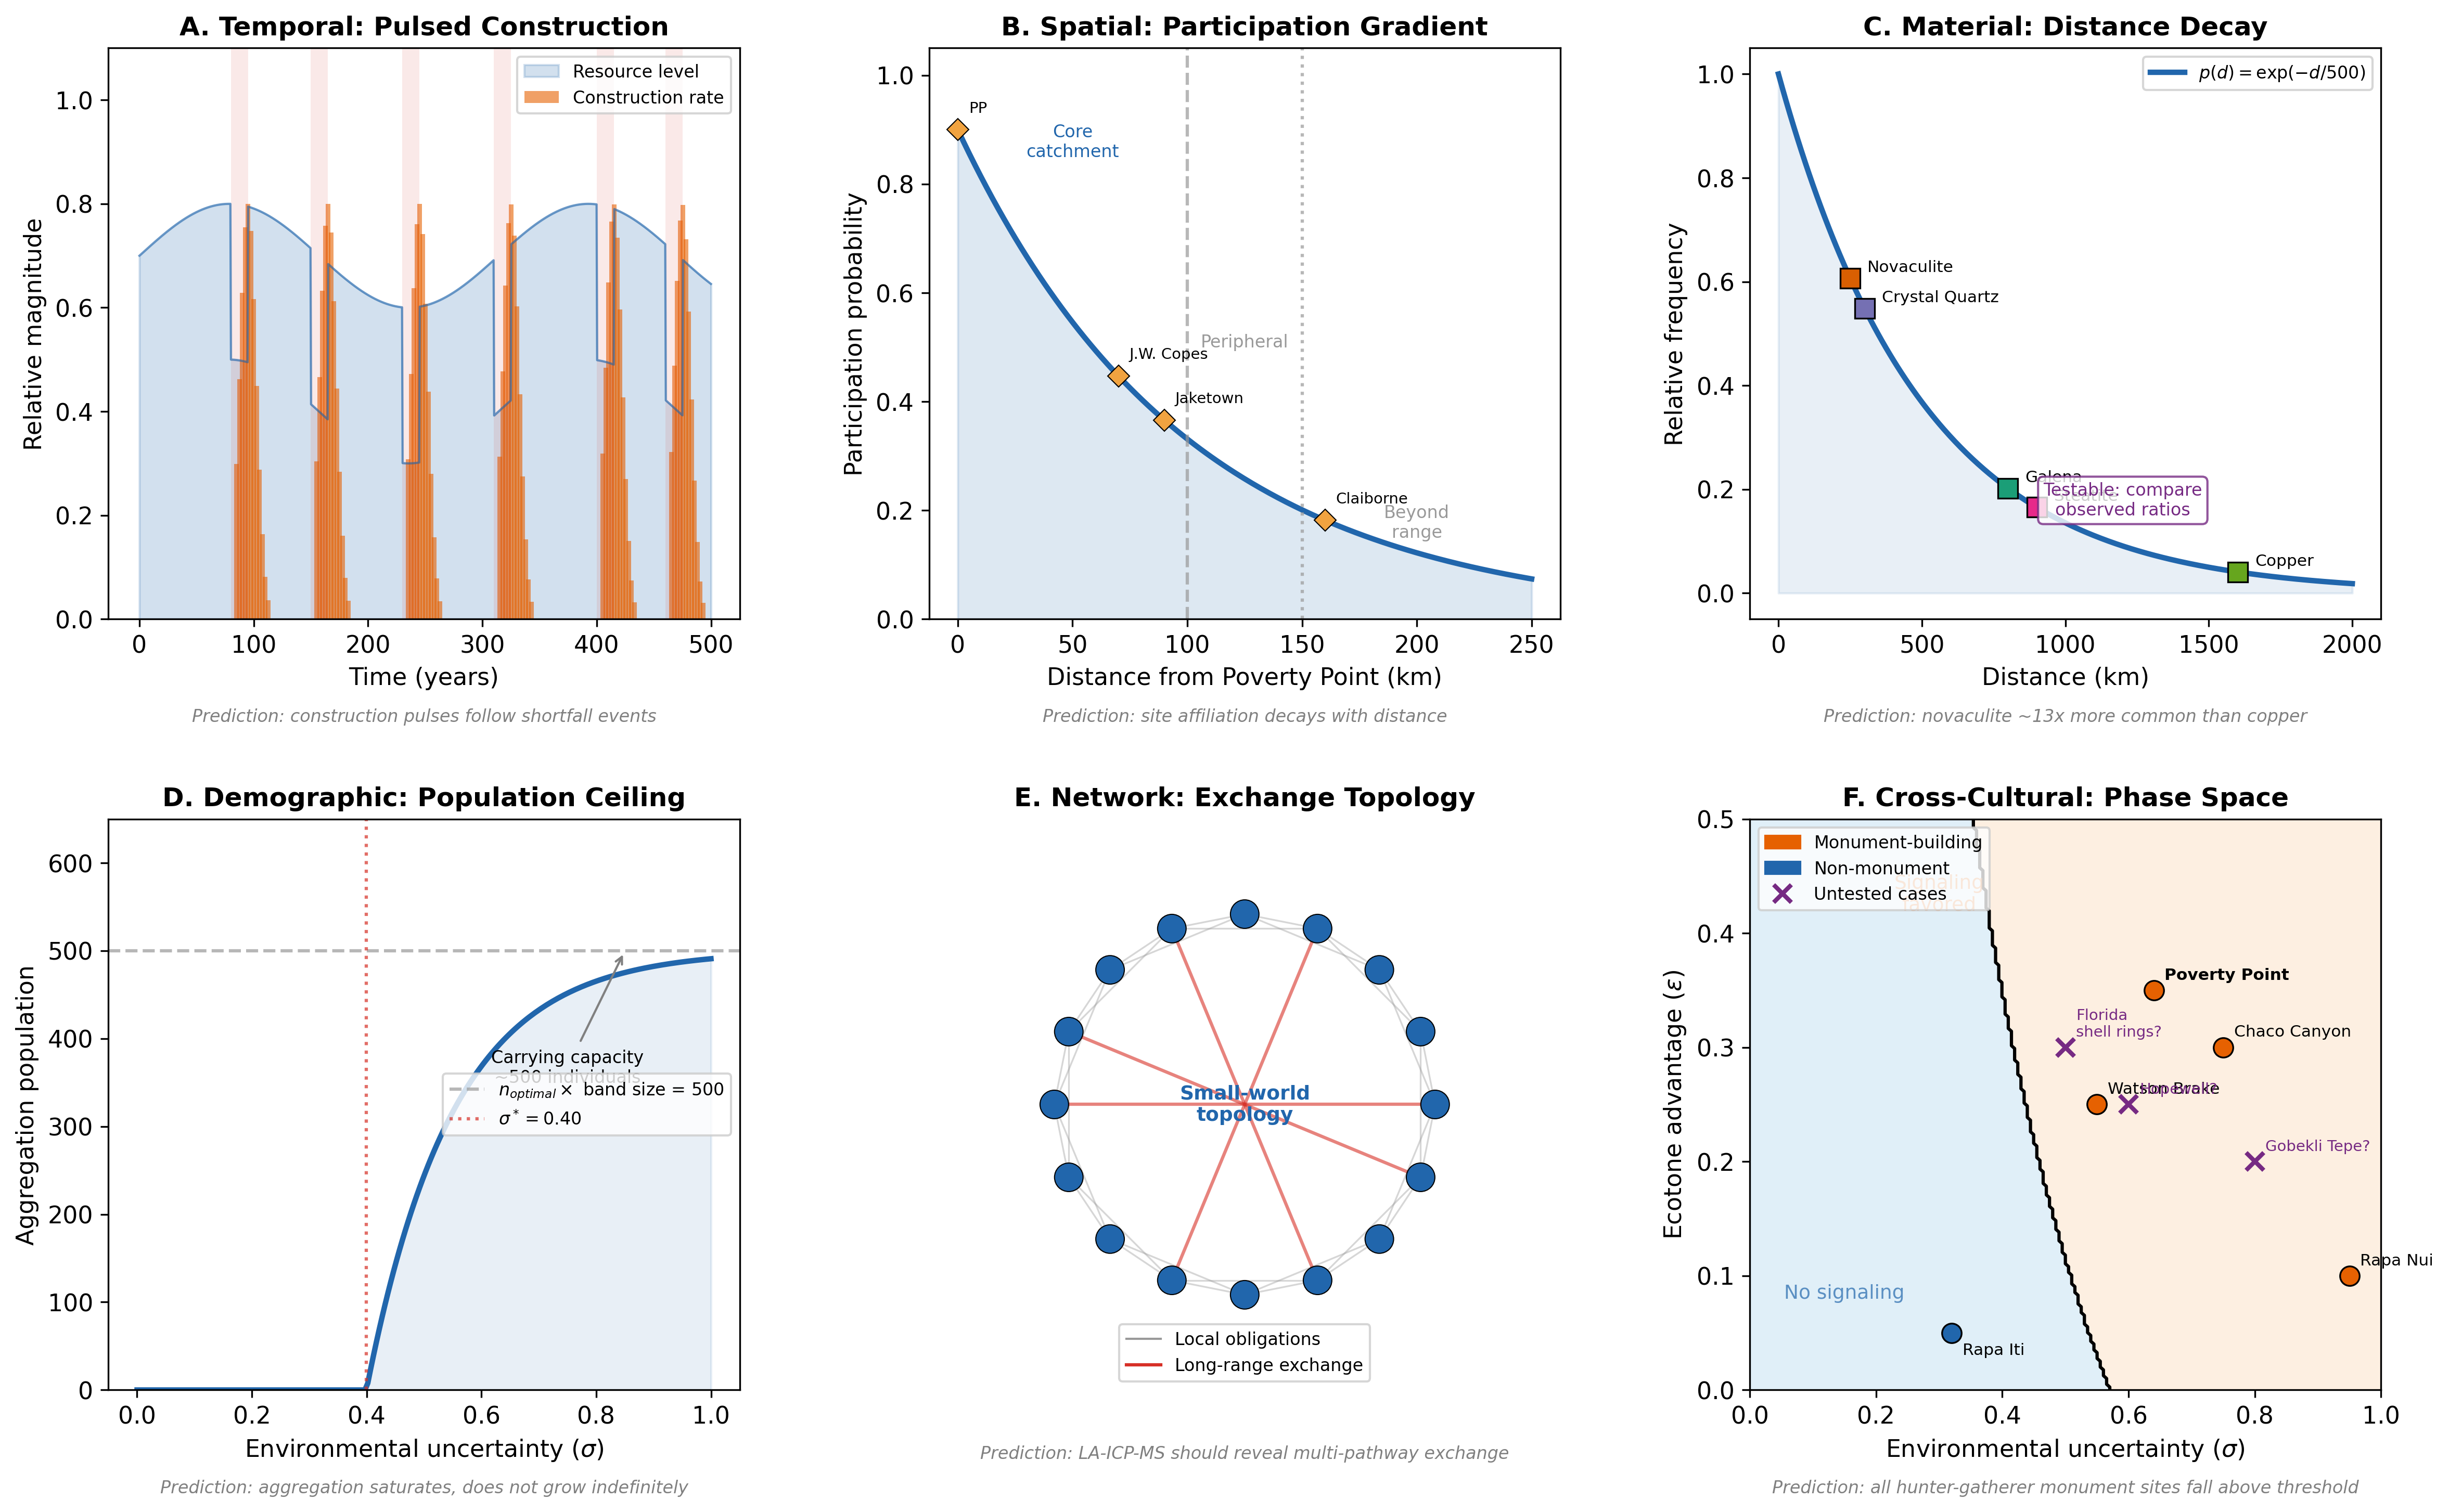 A. Temporal: Pulsed Construction
Resource level
Construction rate
Relative magnitude
1.0
0.8
0.6
0.4
0.2
0.0
0
100
200
300
400
500
Time (years)
Prediction: construction pulses follow shortfall events
B. Spatial: Participation Gradient
PP
Core
catchment
Peripheral
J.W. Copes
Jaketown
Claiborne
Beyond
range
Participation probability
1.0
0.8
0.6
0.4
0.2
0.0
0
50
100
150
200
250
Distance from Poverty Point (km)
Prediction: site affiliation decays with distance
C. Material: Distance Decay
p(d) = exp(−d/500)
Novaculite
Crystal Quartz
Galena
Testable: compare
observed ratios
Copper
Relative frequency
1.0
0.8
0.6
0.4
0.2
0.0
0
500
1000
1500
2000
Distance (km)
Prediction: novaculite ~13x more common than copper
D. Demographic: Population Ceiling
Carrying capacity
~500 individuals
n_optimal × band size = 500
σ* = 0.40
Aggregation population
600
500
400
300
200
100
0
0.0
0.2
0.4
0.6
0.8
1.0
Environmental uncertainty (σ)
Prediction: aggregation saturates, does not grow indefinitely
E. Network: Exchange Topology
Small-world
topology
Local obligations
Long-range exchange
Prediction: LA-ICP-MS should reveal multi-pathway exchange
F. Cross-Cultural: Phase Space
Monument-building
Non-monument
Untested cases
Signaling
favored
Poverty Point
Florida
shell rings?
Chaco Canyon
Watson Brake
Hopewell?
Gobekli Tepe?
Rapa Nui
No signaling
Rapa Iti
Ecotone advantage (ε)
0.5
0.4
0.3
0.2
0.1
0.0
0.0
0.2
0.4
0.6
0.8
1.0
Environmental uncertainty (σ)
Prediction: all hunter-gatherer monument sites fall above threshold